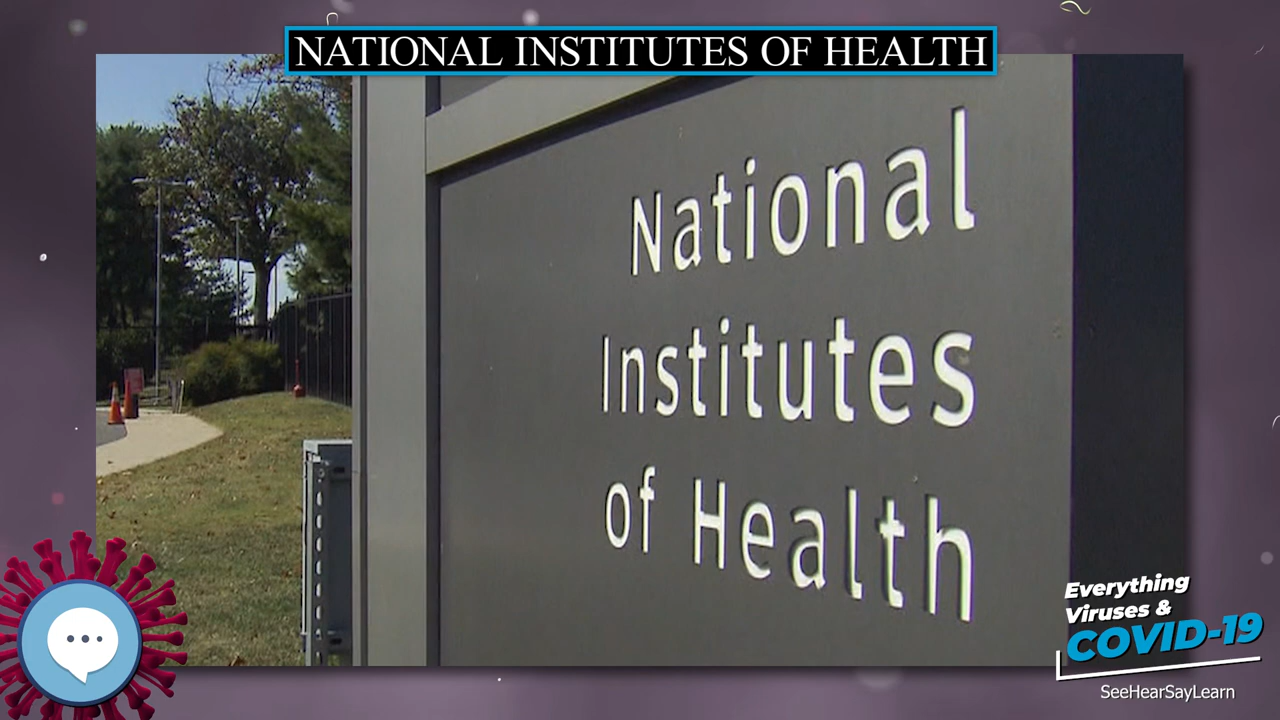 NATIONAL INSTITUTES OF HEALTH
National
Institutes
of Health
Everything
Viruses &
COVID-19
SeeHearSayLearn